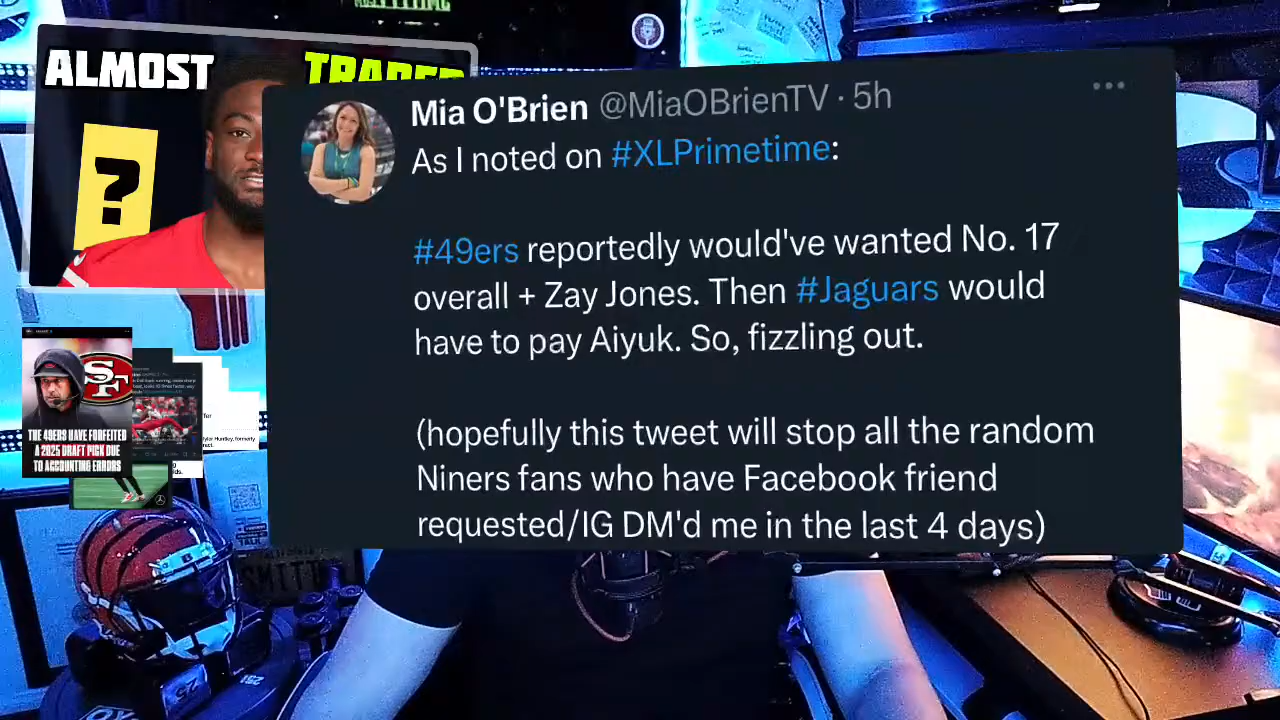 ALMOST
TRADED
?
Mia O'Brien @MiaOBrienTV · 5h
As I noted on #XLPrimetime:
#49ers reportedly would've wanted No. 17
overall + Zay Jones. Then #Jaguars would
have to pay Aiyuk. So, fizzling out.
(hopefully this tweet will stop all the random
Niners fans who have Facebook friend
requested/IG DM'd me in the last 4 days)
SF
THE 49ERS HAVE FORFEITED
A 2025 DRAFT PICK DUE
TO ACCOUNTING ERRORS